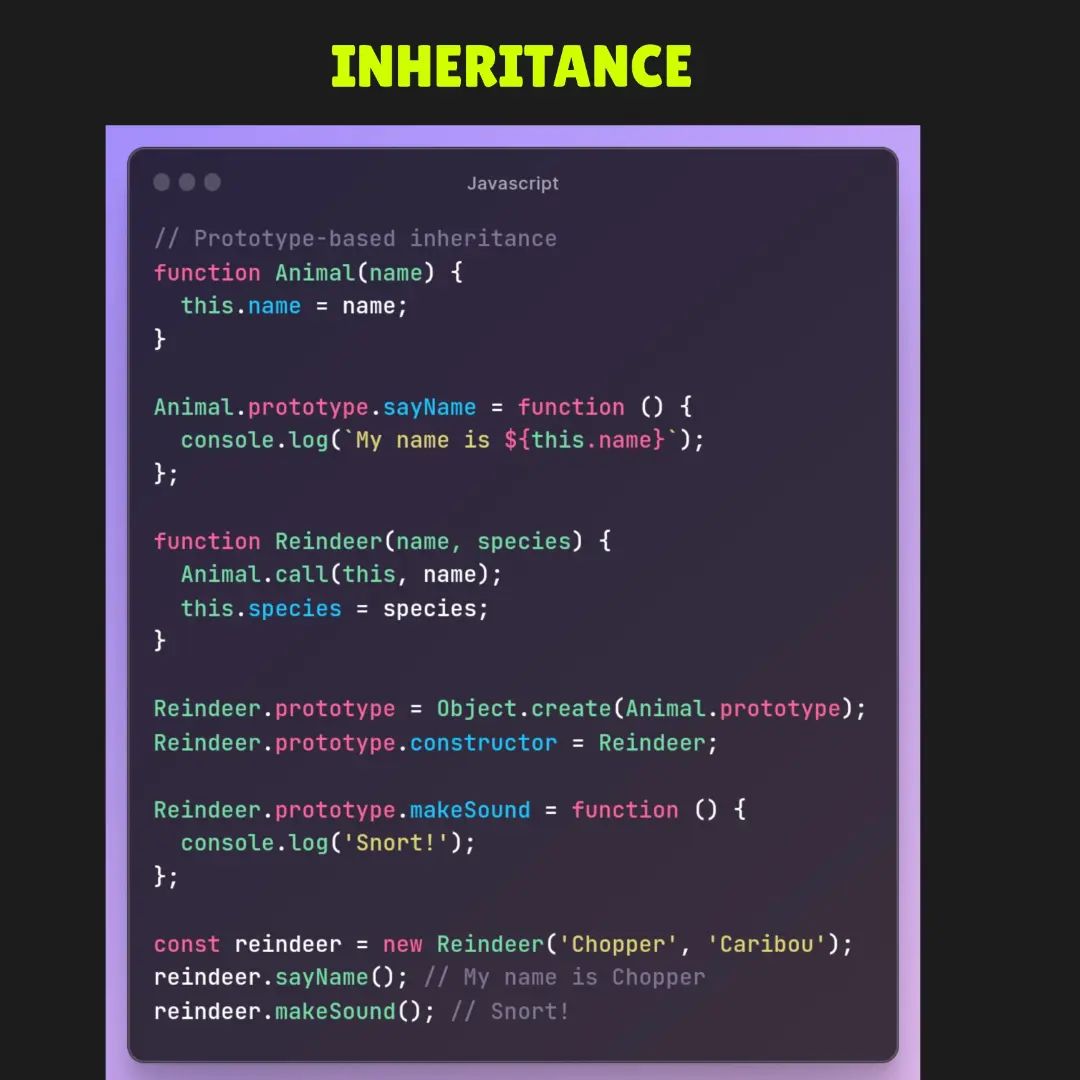 INHERITANCE
Javascript
// Prototype-based inheritance
function Animal(name) {
  this.name = name;
}
Animal.prototype.sayName = function () {
  console.log(`My name is ${this.name}`);
};
function Reindeer(name, species) {
  Animal.call(this, name);
  this.species = species;
}
Reindeer.prototype = Object.create(Animal.prototype);
Reindeer.prototype.constructor = Reindeer;
Reindeer.prototype.makeSound = function () {
  console.log('Snort!');
};
const reindeer = new Reindeer('Chopper', 'Caribou');
reindeer.sayName(); // My name is Chopper
reindeer.makeSound(); // Snort!